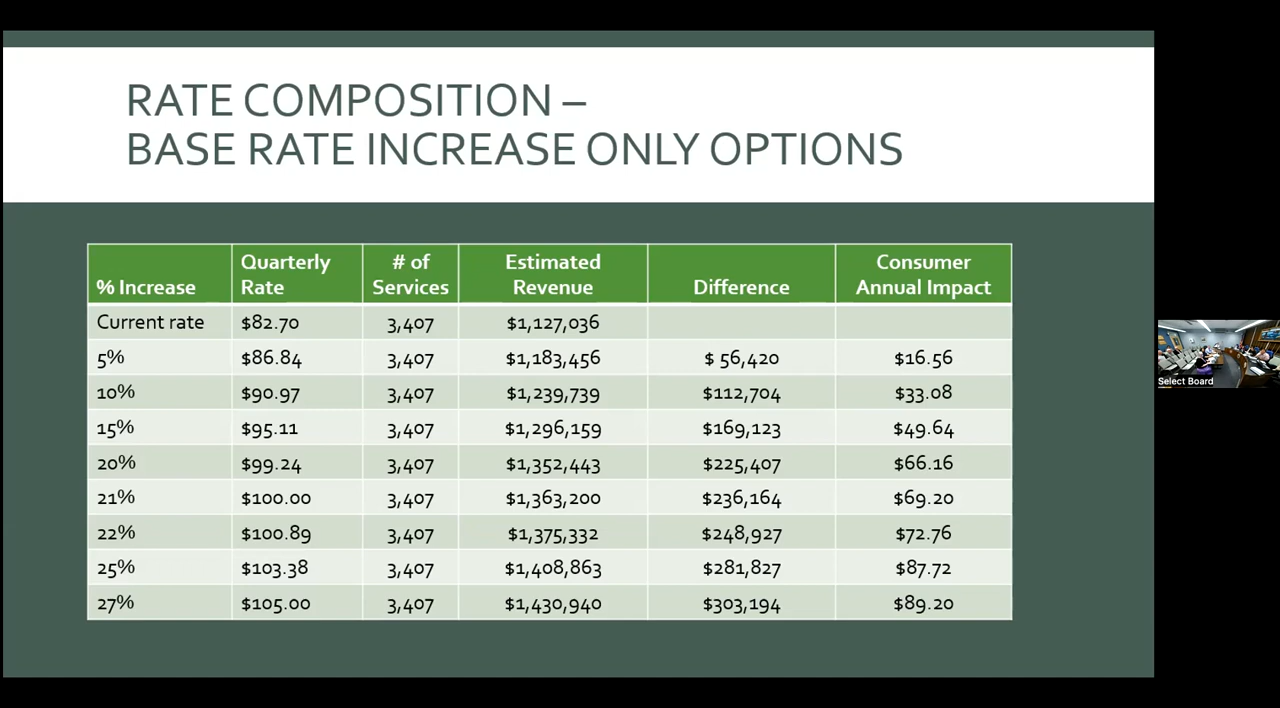 RATE COMPOSITION –
BASE RATE INCREASE ONLY OPTIONS
% Increase Quarterly Rate # of Services Estimated Revenue Difference Consumer Annual Impact
Current rate $82.70 3,407 $1,127,036
5% $86.84 3,407 $1,183,456 $ 56,420 $16.56
10% $90.97 3,407 $1,239,739 $112,704 $33.08
15% $95.11 3,407 $1,296,159 $169,123 $49.64
20% $99.24 3,407 $1,352,443 $225,407 $66.16
21% $100.00 3,407 $1,363,200 $236,164 $69.20
22% $100.89 3,407 $1,375,332 $248,927 $72.76
25% $103.38 3,407 $1,408,863 $281,827 $87.72
27% $105.00 3,407 $1,430,940 $303,194 $89.20
Select Board